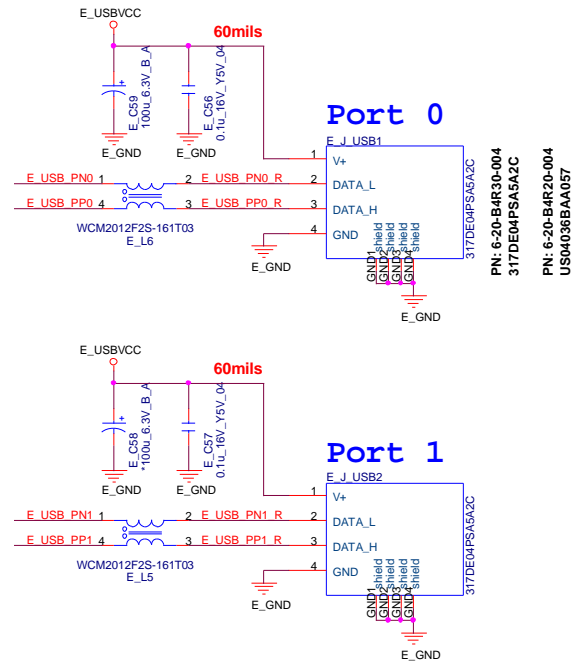 E_USBVCC
60mils
E_C59
100u_6.3V_B_A
E_C56
0.1u_16V_Y5V_04
E_GND
E_GND
Port 0
E_J_USB1
1 V+
E_USB_PN0 1 2 E_USB_PN0_R 2 DATA_L
E_USB_PP0 4 3 E_USB_PP0_R 3 DATA_H
4 GND
WCM2012F2S-161T03
E_L6
E_GND
GND1 shield
GND2 shield
GND3 shield
GND4 shield
E_GND
317DE04PSA5A2C
PN: 6-20-B4R30-004
317DE04PSA5A2C
PN: 6-20-B4R20-004
US04036BAA057
E_USBVCC
60mils
E_C58
*100u_6.3V_B_A
E_C57
0.1u_16V_Y5V_04
E_GND
E_GND
Port 1
E_J_USB2
1 V+
E_USB_PN1 1 2 E_USB_PN1_R 2 DATA_L
E_USB_PP1 4 3 E_USB_PP1_R 3 DATA_H
4 GND
WCM2012F2S-161T03
E_L5
E_GND
GND1 shield
GND2 shield
GND3 shield
GND4 shield
E_GND
317DE04PSA5A2C